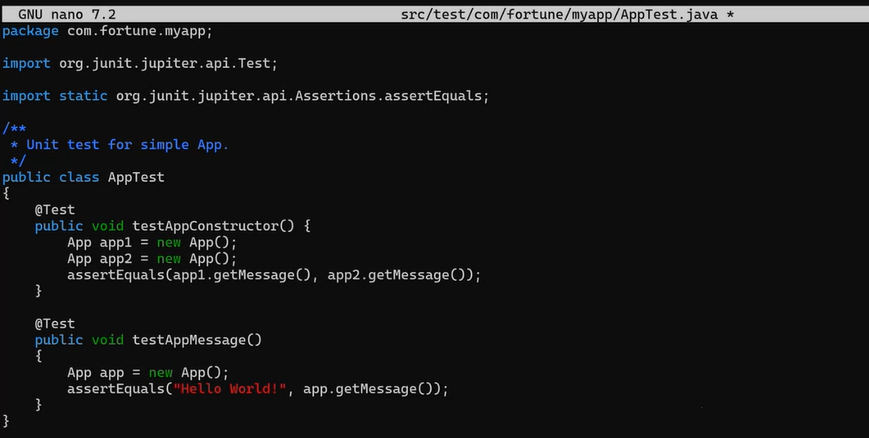 GNU nano 7.2 src/test/com/fortune/myapp/AppTest.java *
package com.fortune.myapp;

import org.junit.jupiter.api.Test;

import static org.junit.jupiter.api.Assertions.assertEquals;

/**
 * Unit test for simple App.
 */
public class AppTest
{
    @Test
    public void testAppConstructor() {
        App app1 = new App();
        App app2 = new App();
        assertEquals(app1.getMessage(), app2.getMessage());
    }

    @Test
    public void testAppMessage()
    {
        App app = new App();
        assertEquals("Hello World!", app.getMessage());
    }
}